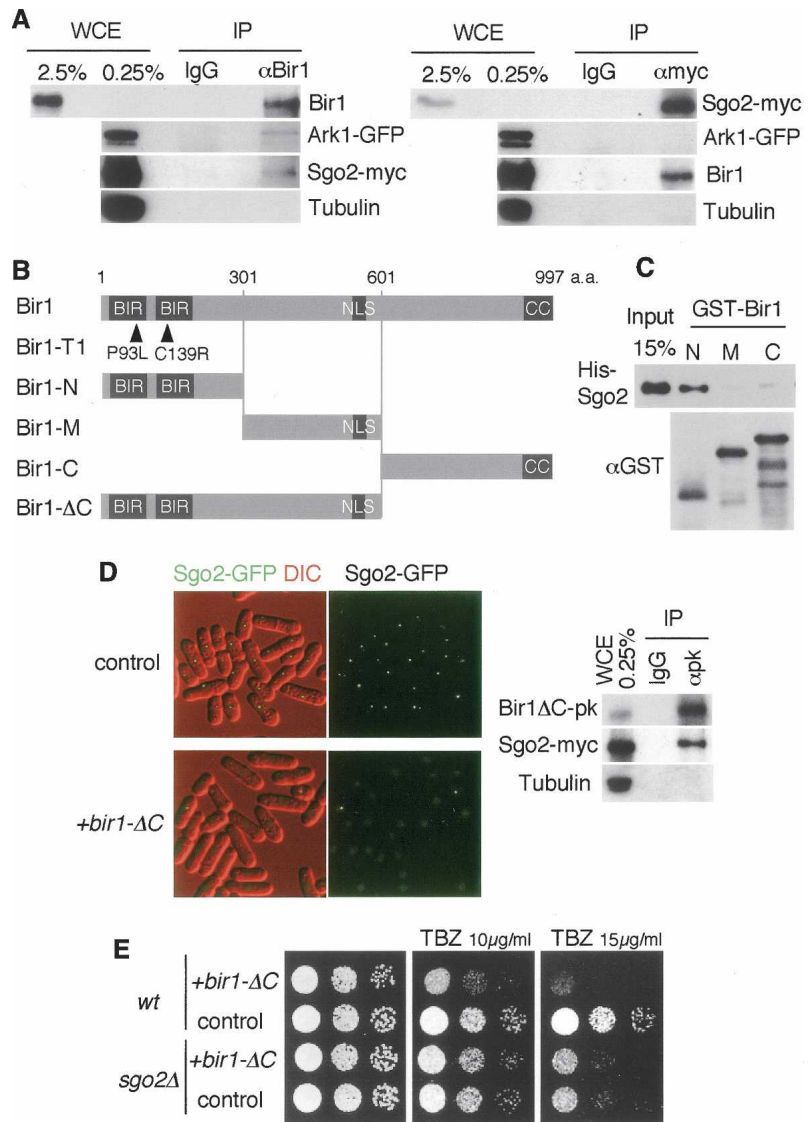 A
WCE IP
2.5% 0.25% IgG αBir1
Bir1
Ark1-GFP
Sgo2-myc
Tubulin
WCE IP
2.5% 0.25% IgG αmyc
Sgo2-myc
Ark1-GFP
Bir1
Tubulin
B
1 301 601 997 a.a.
Bir1 BIR BIR NLS CC
Bir1-T1
P93L C139R
Bir1-N BIR BIR
Bir1-M NLS
Bir1-C CC
Bir1-ΔC BIR BIR NLS
C
Input GST-Bir1
15% N M C
His-
Sgo2
αGST
D
Sgo2-GFP DIC Sgo2-GFP
control
+bir1-ΔC
WCE
0.25%
IP
IgG
αpk
Bir1ΔC-pk
Sgo2-myc
Tubulin
E
TBZ 10μg/ml TBZ 15μg/ml
wt
+bir1-ΔC
control
sgo2Δ
+bir1-ΔC
control